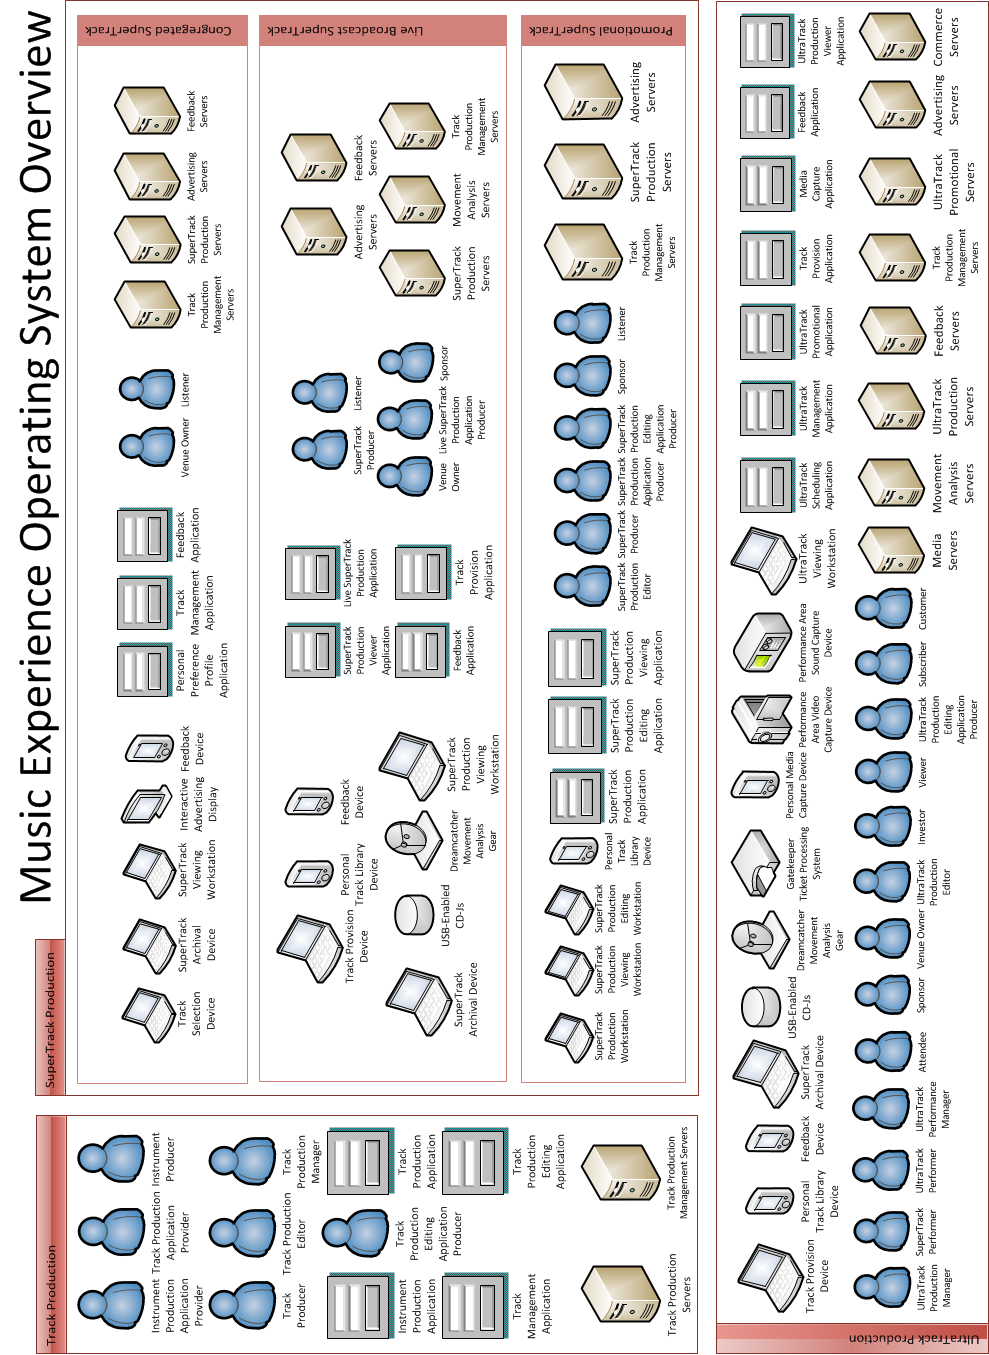 Music Experience Operating System Overview
Track Production
Instrument
Production
Application
Provider
Track Production
Application
Provider
Instrument
Producer
Track
Producer
Track Production
Editor
Track
Production
Manager
Instrument
Production
Application
Track
Production
Editing
Application
Producer
Track
Production
Application
Track
Management
Application
Track
Production
Editing
Application
Track Production
Servers
Track Production
Management Servers
SuperTrack Production
Congregated SuperTrack
Track
Selection
Device
SuperTrack
Archival
Device
SuperTrack
Viewing
Workstation
Interactive
Advertising
Display
Feedback
Device
Personal
Preference
Profile
Application
Track
Management
Application
Feedback
Application
Venue Owner
Listener
Track
Production
Management
Servers
SuperTrack
Production
Servers
Advertising
Servers
Feedback
Servers
Live Broadcast SuperTrack
Track Provision
Device
Personal
Track Library
Device
Feedback
Device
SuperTrack
Archival Device
USB-Enabled
CD-Js
Dreamcatcher
Movement
Analysis
Gear
SuperTrack
Production
Viewing
Workstation
SuperTrack
Production
Viewer
Application
Live SuperTrack
Production
Application
Feedback
Application
Track
Provision
Application
SuperTrack
Producer
Listener
Venue
Owner
Live SuperTrack
Production
Application
Producer
Sponsor
Advertising
Servers
Feedback
Servers
SuperTrack
Production
Servers
Movement
Analysis
Servers
Track
Production
Management
Servers
Promotional SuperTrack
SuperTrack
Production
Workstation
SuperTrack
Production
Viewing
Workstation
SuperTrack
Production
Editing
Workstation
Personal
Track
Library
Device
SuperTrack
Production
Application
SuperTrack
Production
Editing
Application
SuperTrack
Production
Viewing
Application
SuperTrack
Production
Editor
SuperTrack
Producer
SuperTrack
Production
Application
Producer
SuperTrack
Production
Editing
Application
Producer
Sponsor
Listener
Track
Production
Management
Servers
SuperTrack
Production
Servers
Advertising
Servers
UltraTrack Production
Track Provision
Device
Personal
Track Library
Device
Feedback
Device
SuperTrack
Archival Device
USB-Enabled
CD-Js
Dreamcatcher
Movement
Analysis
Gear
Gatekeeper
Ticket Processing
System
Personal Media
Capture Device
Performance
Area Video
Capture Device
Performance Area
Sound Capture
Device
UltraTrack
Viewing
Workstation
UltraTrack
Scheduling
Application
UltraTrack
Management
Application
UltraTrack
Promotional
Application
Track
Provision
Application
Media
Capture
Application
Feedback
Application
UltraTrack
Production
Viewer
Application
UltraTrack
Production
Manager
SuperTrack
Performer
UltraTrack
Performer
UltraTrack
Performance
Manager
Attendee
Sponsor
Venue Owner
UltraTrack
Production
Editor
Investor
Viewer
UltraTrack
Production
Editing
Application
Producer
Subscriber
Customer
Media
Servers
Movement
Analysis
Servers
UltraTrack
Production
Servers
Feedback
Servers
Track
Production
Management
Servers
UltraTrack
Promotional
Servers
Advertising
Servers
Commerce
Servers